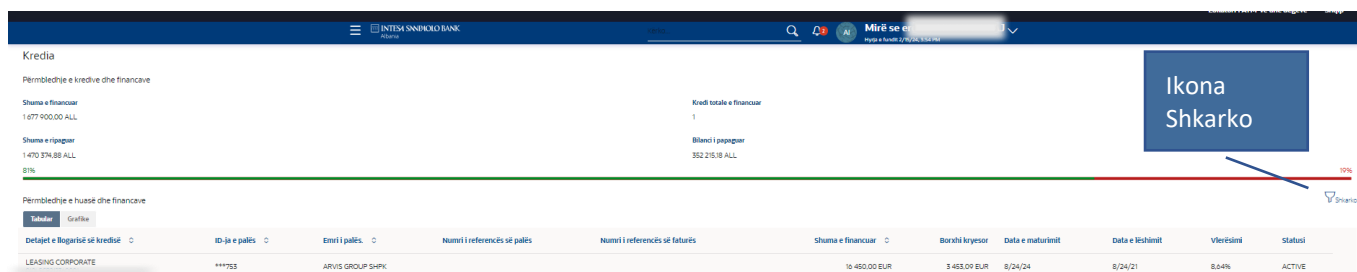 INTESA SANPAOLO BANK
Albania
2
AI
Mirë se
Hyrja e fundit 2/19/24, 3:54 PM
Kredia
Përmbledhje e kredive dhe financave
Shuma e financuar
Kredi totale e financuar
1 677 900,00 ALL
1
Shuma e ripaguar
Bilanci i papaguar
1 470 374,88 ALL
352 215,18 ALL
81%
19%
Ikona
Shkarko
Përmbledhje e huasë dhe financave
Shkarko
Tabular Grafike
Detajet e llogarisë së kredisë ID-ja e palës Emri i palës. Numri i referencës së palës Numri i referencës së faturës Shuma e financuar Borxhi kryesor Data e maturimit Data e lëshimit Vlerësimi Statusi
LEASING CORPORATE
***753 ARVIS GROUP SHPK 16 450,00 EUR 3 453,09 EUR 8/24/24 8/24/21 8,64% ACTIVE